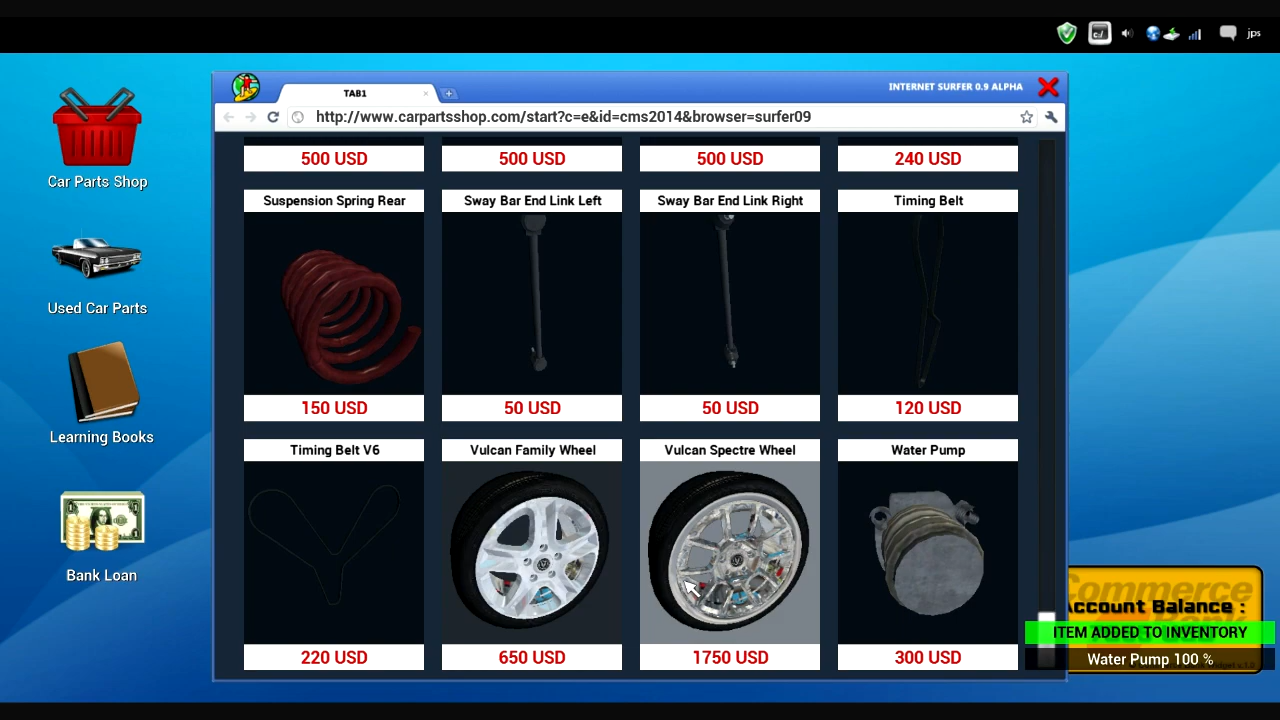 jps
TAB1
INTERNET SURFER 0.9 ALPHA
http://www.carpartsshop.com/start?c=e&id=cms2014&browser=surfer09
Car Parts Shop
Used Car Parts
Learning Books
Bank Loan
500 USD
500 USD
500 USD
240 USD
Suspension Spring Rear
Sway Bar End Link Left
Sway Bar End Link Right
Timing Belt
150 USD
50 USD
50 USD
120 USD
Timing Belt V6
Vulcan Family Wheel
Vulcan Spectre Wheel
Water Pump
220 USD
650 USD
1750 USD
300 USD
Commerce
Account Balance :
ITEM ADDED TO INVENTORY
Water Pump 100 %